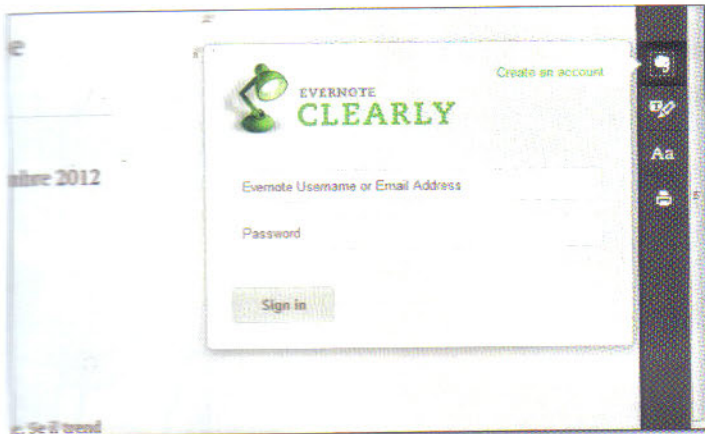 e
Create an account
EVERNOTE
CLEARLY
mbre 2012
Aa
Evernote Username or Email Address
Password
Sign in
e. Se il trend